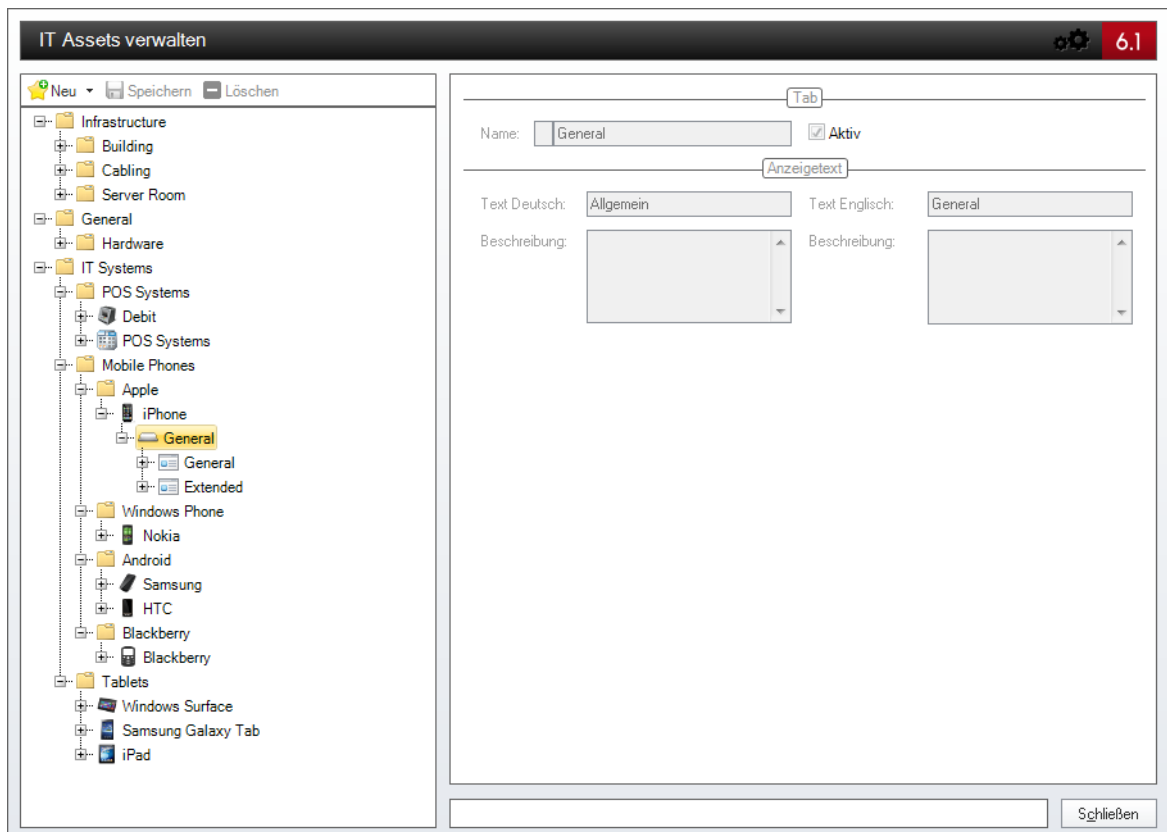 IT Assets verwalten
6.1
Neu Speichern Löschen
Infrastructure
Building
Cabling
Server Room
General
Hardware
IT Systems
POS Systems
Debit
POS Systems
Mobile Phones
Apple
iPhone
General
General
Extended
Windows Phone
Nokia
Android
Samsung
HTC
Blackberry
Blackberry
Tablets
Windows Surface
Samsung Galaxy Tab
iPad
Tab
Name: General Aktiv
Anzeigetext
Text Deutsch: Allgemein Text Englisch: General
Beschreibung: Beschreibung:
Schließen